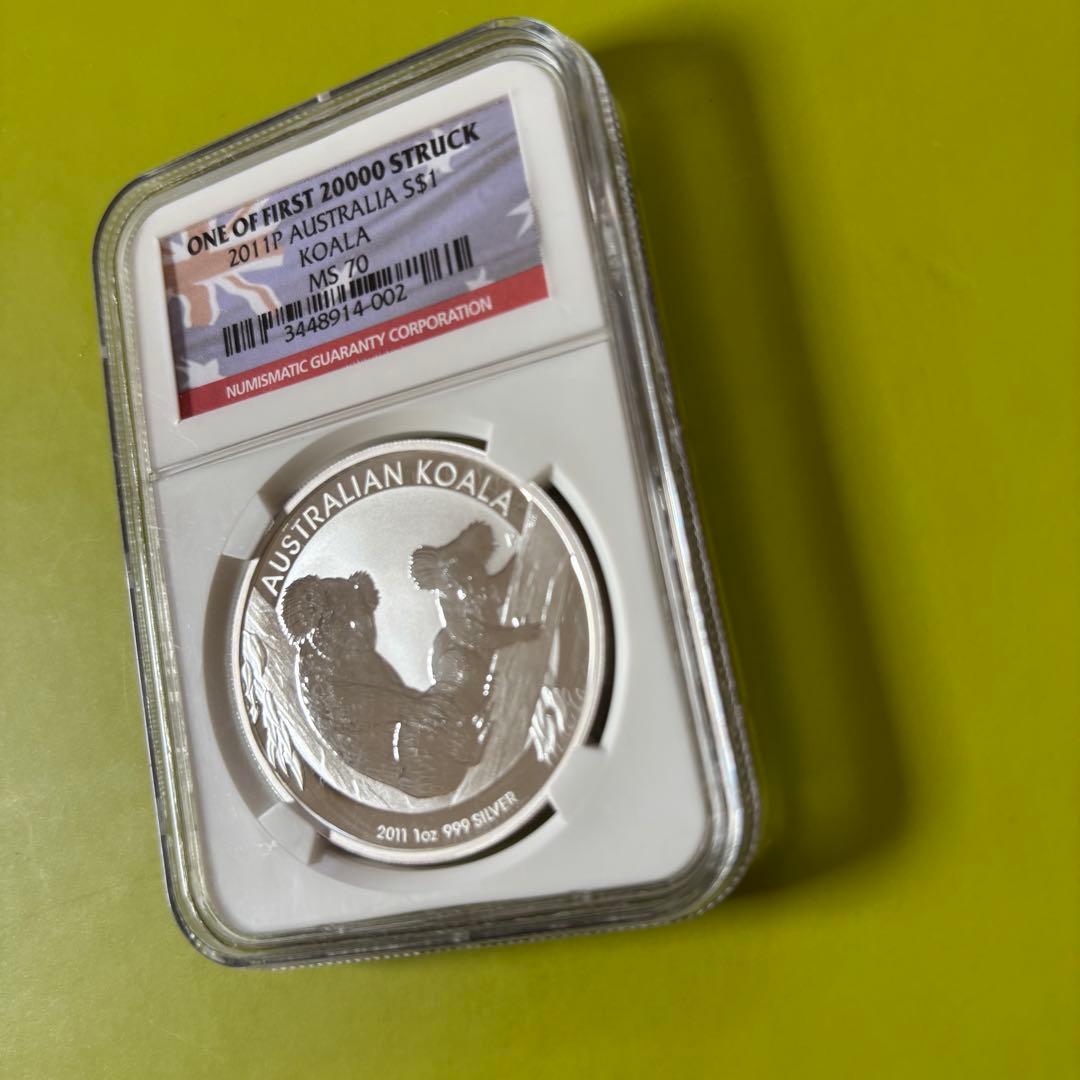 ONE OF FIRST 20000 STRUCK
2011P AUSTRALIA S$1
KOALA
MS 70
3448914-002
NUMISMATIC GUARANTY CORPORATION
AUSTRALIAN KOALA
2011 1oz 999 SILVER